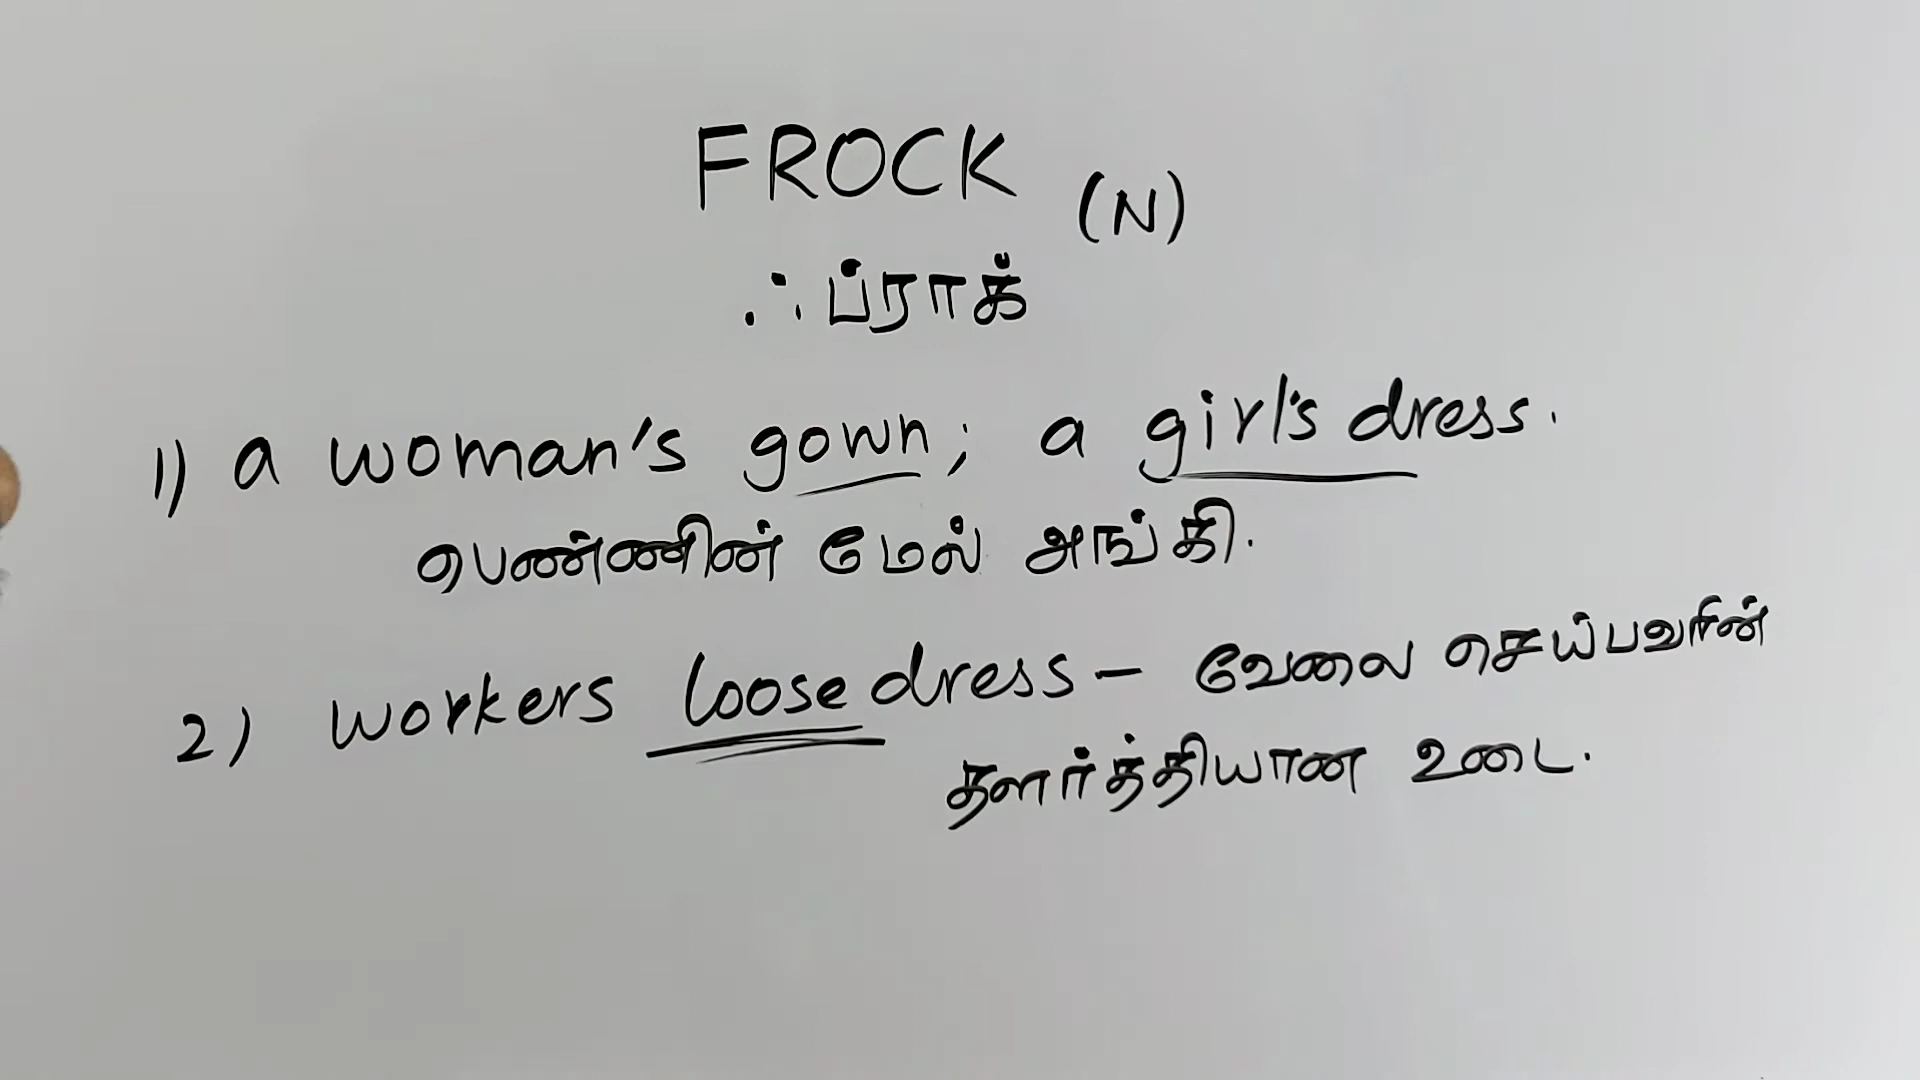 FROCK (N)
ஃப்ராக்
1) a woman's gown; a girl's dress.
பெண்ணின் மேல் அங்கி.
2) workers loose dress - வேலை செய்பவரின்
தளர்த்தியான உடை.